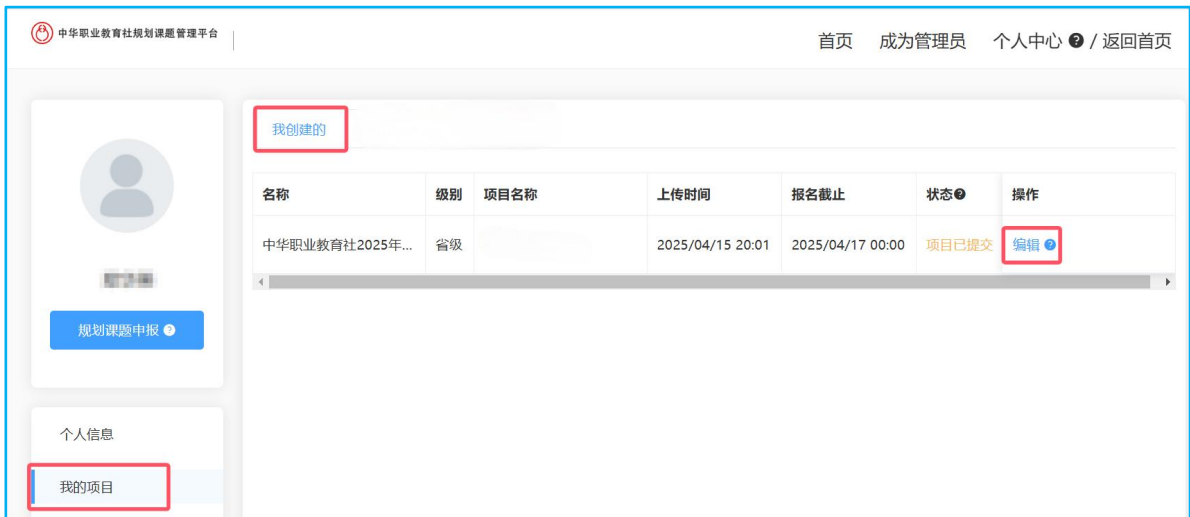 中华职业教育社规划课题管理平台
首页 成为管理员 个人中心 ? / 返回首页
我创建的
名称 级别 项目名称 上传时间 报名截止 状态? 操作
中华职业教育社2025年... 省级 2025/04/15 20:01 2025/04/17 00:00 项目已提交 编辑 ?
规划课题申报 ?
个人信息
我的项目